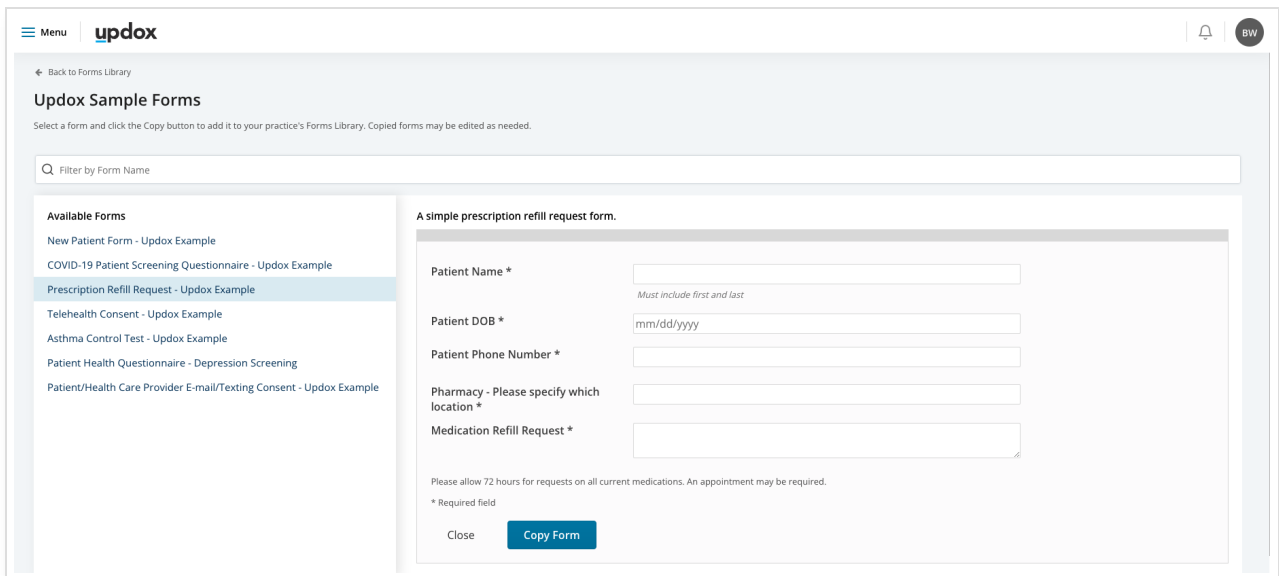 Menu
updox
BW
Back to Forms Library
Updox Sample Forms
Select a form and click the Copy button to add it to your practice's Forms Library. Copied forms may be edited as needed.
Filter by Form Name
Available Forms
New Patient Form - Updox Example
COVID-19 Patient Screening Questionnaire - Updox Example
Prescription Refill Request - Updox Example
Telehealth Consent - Updox Example
Asthma Control Test - Updox Example
Patient Health Questionnaire - Depression Screening
Patient/Health Care Provider E-mail/Texting Consent - Updox Example
A simple prescription refill request form.
Patient Name *
Must include first and last
Patient DOB *
mm/dd/yyyy
Patient Phone Number *
Pharmacy - Please specify which
location *
Medication Refill Request *
Please allow 72 hours for requests on all current medications. An appointment may be required.
* Required field
Close
Copy Form